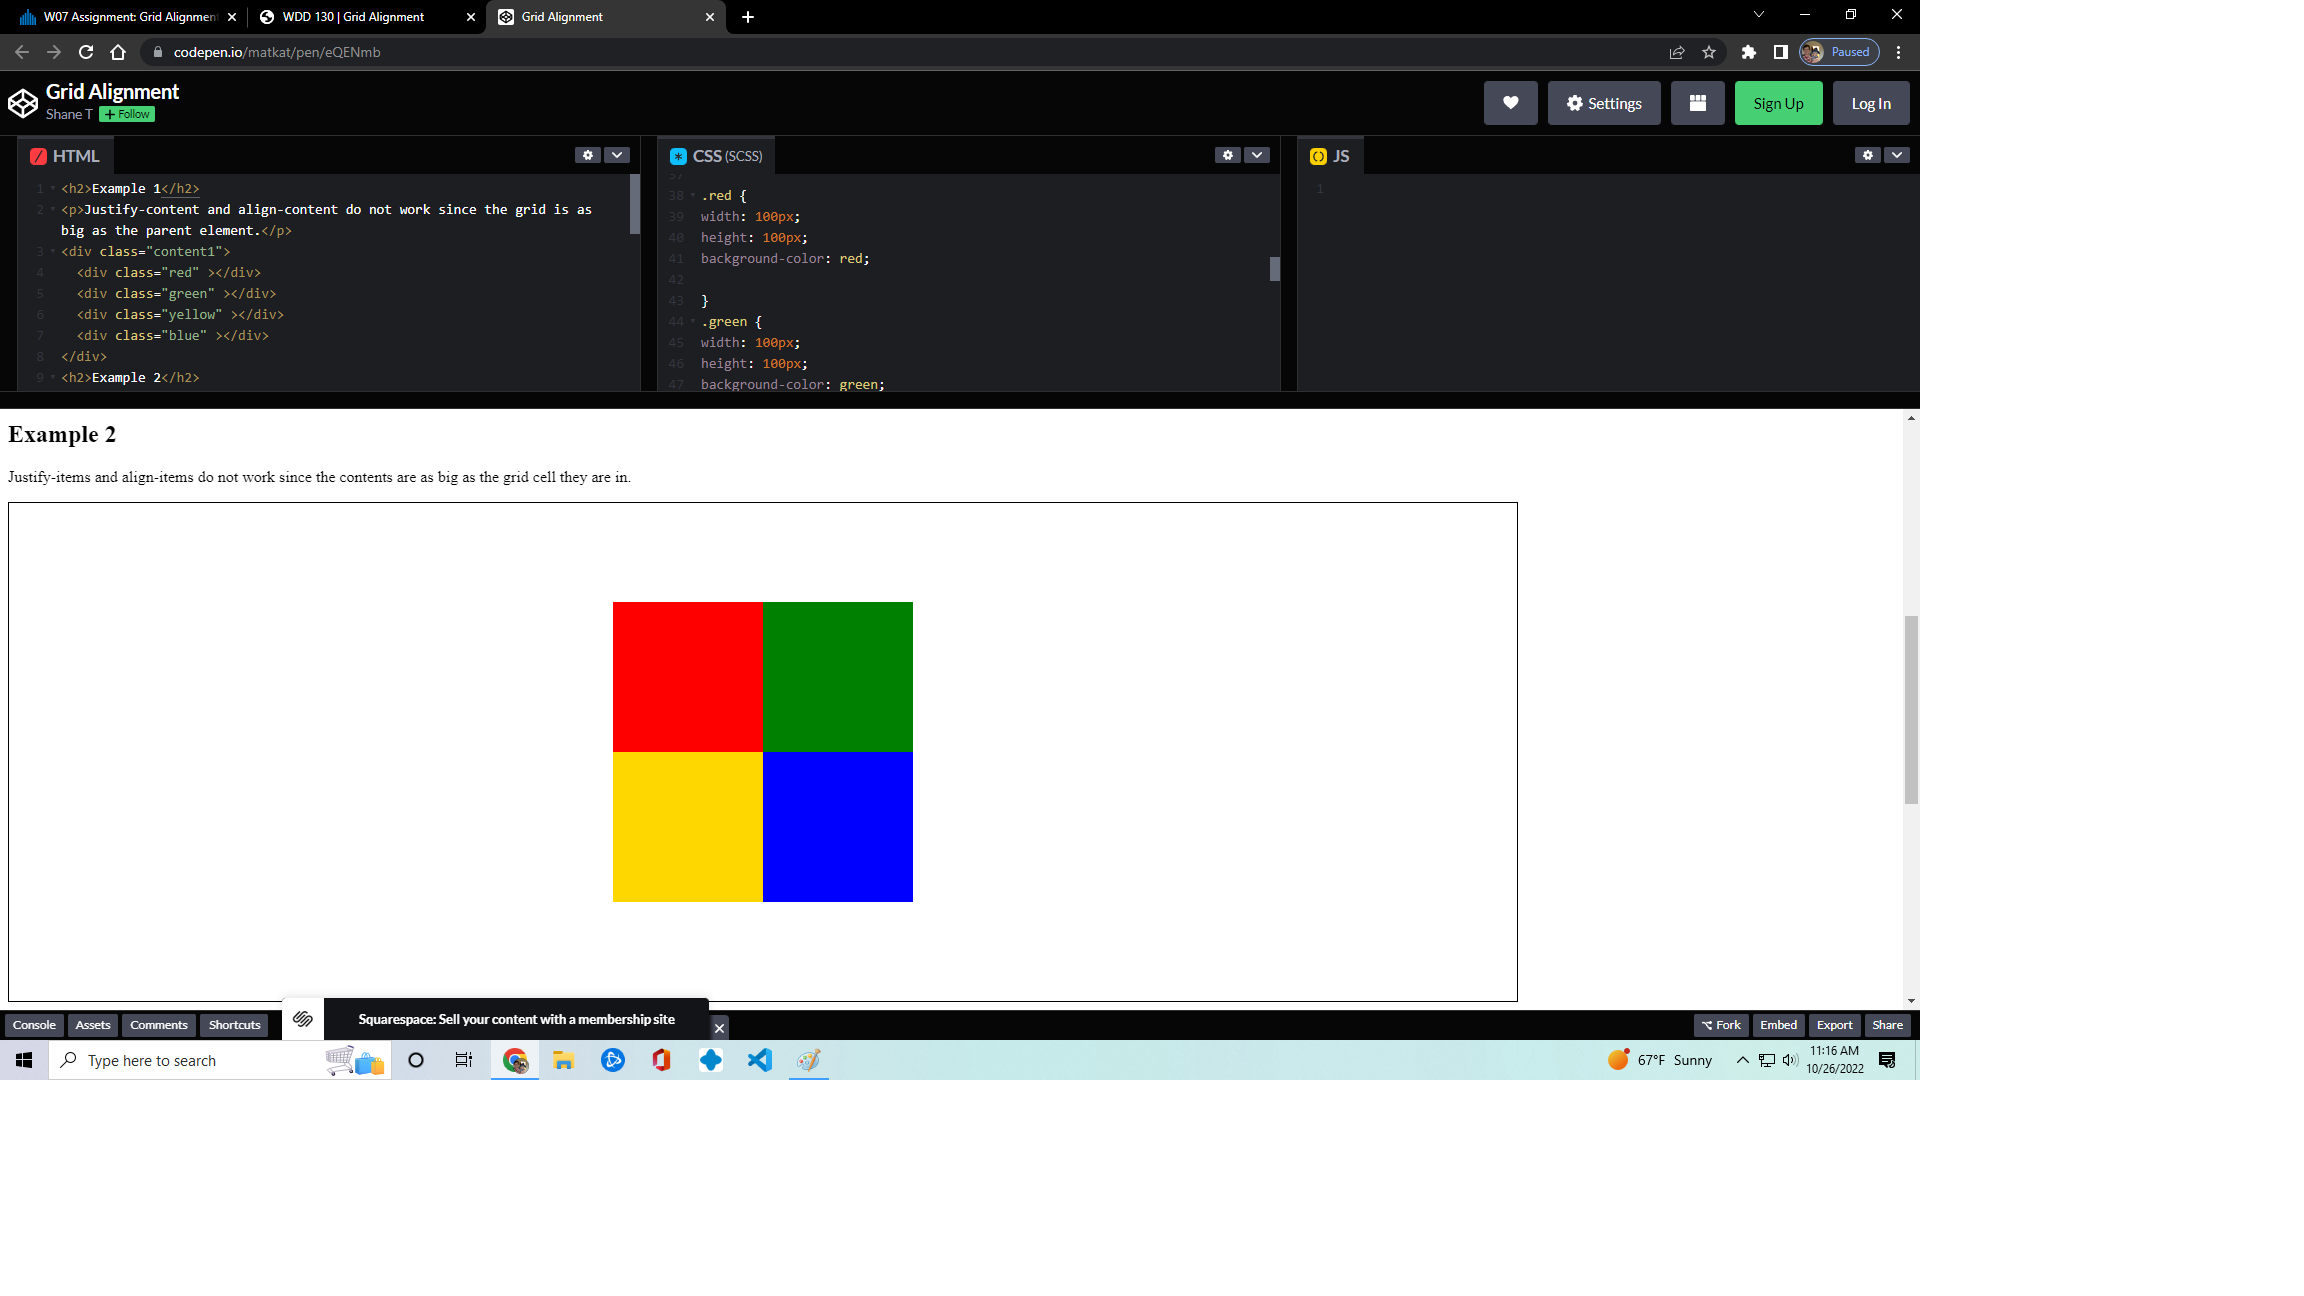 W07 Assignment: Grid Alignment
WDD 130 | Grid Alignment
Grid Alignment
codepen.io/matkat/pen/eQENmb
Paused
Grid Alignment
Shane T + Follow
Settings
Sign Up
Log In
HTML
1 <h2>Example 1</h2>
2 <p>Justify-content and align-content do not work since the grid is as
big as the parent element.</p>
3 <div class="content1">
4 <div class="red" ></div>
5 <div class="green" ></div>
6 <div class="yellow" ></div>
7 <div class="blue" ></div>
8 </div>
9 <h2>Example 2</h2>
CSS (SCSS)
37
38 .red {
39 width: 100px;
40 height: 100px;
41 background-color: red;
42
43 }
44 .green {
45 width: 100px;
46 height: 100px;
47 background-color: green;
JS
1
Example 2
Justify-items and align-items do not work since the contents are as big as the grid cell they are in.
Console Assets Comments Shortcuts
Squarespace: Sell your content with a membership site
Fork Embed Export Share
Type here to search
67°F Sunny
11:16 AM
10/26/2022